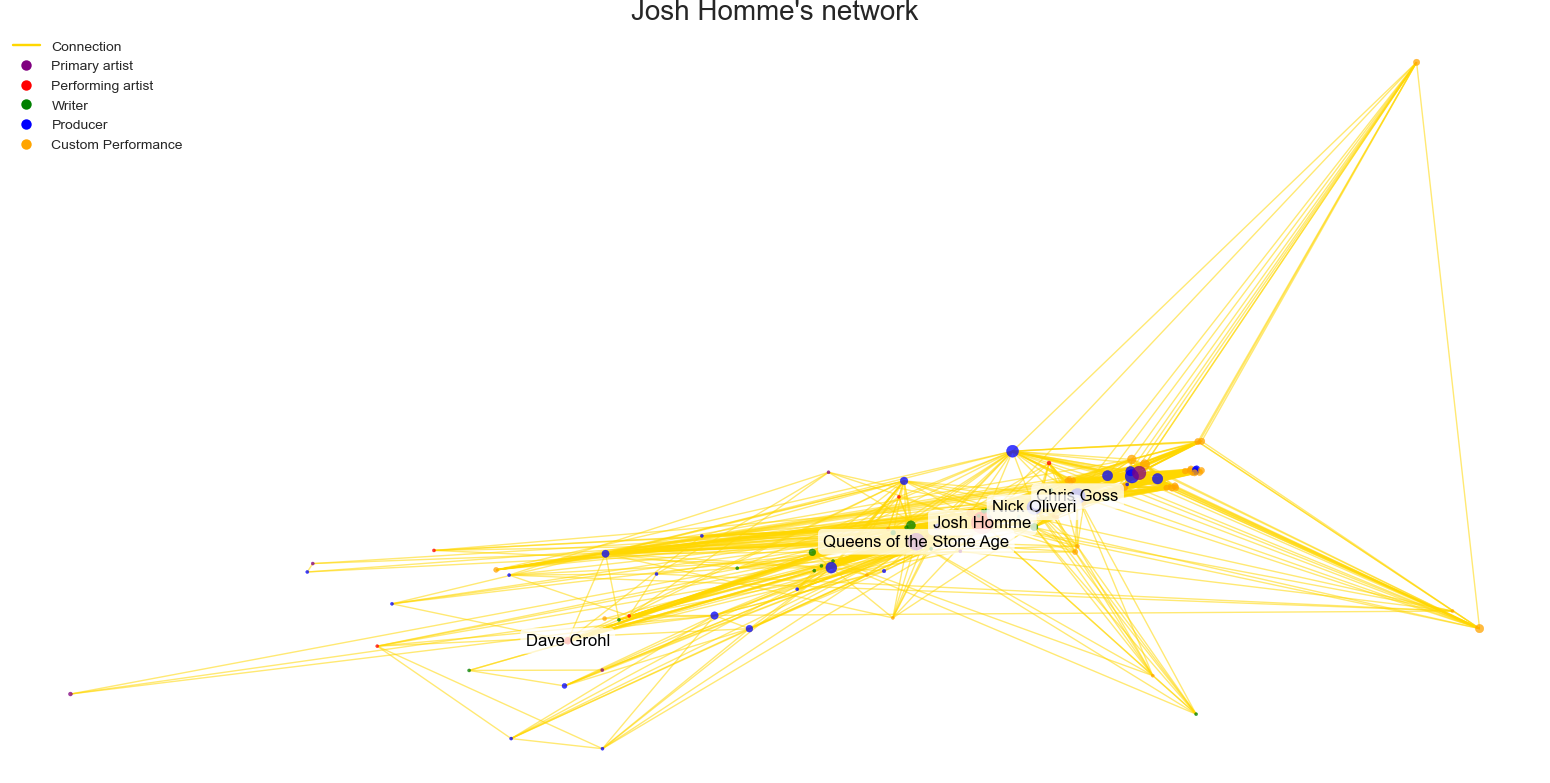 Josh Homme's network
Connection
Primary artist
Performing artist
Writer
Producer
Custom Performance
Chris Goss
Nick Oliveri
Josh Homme
Queens of the Stone Age
Dave Grohl